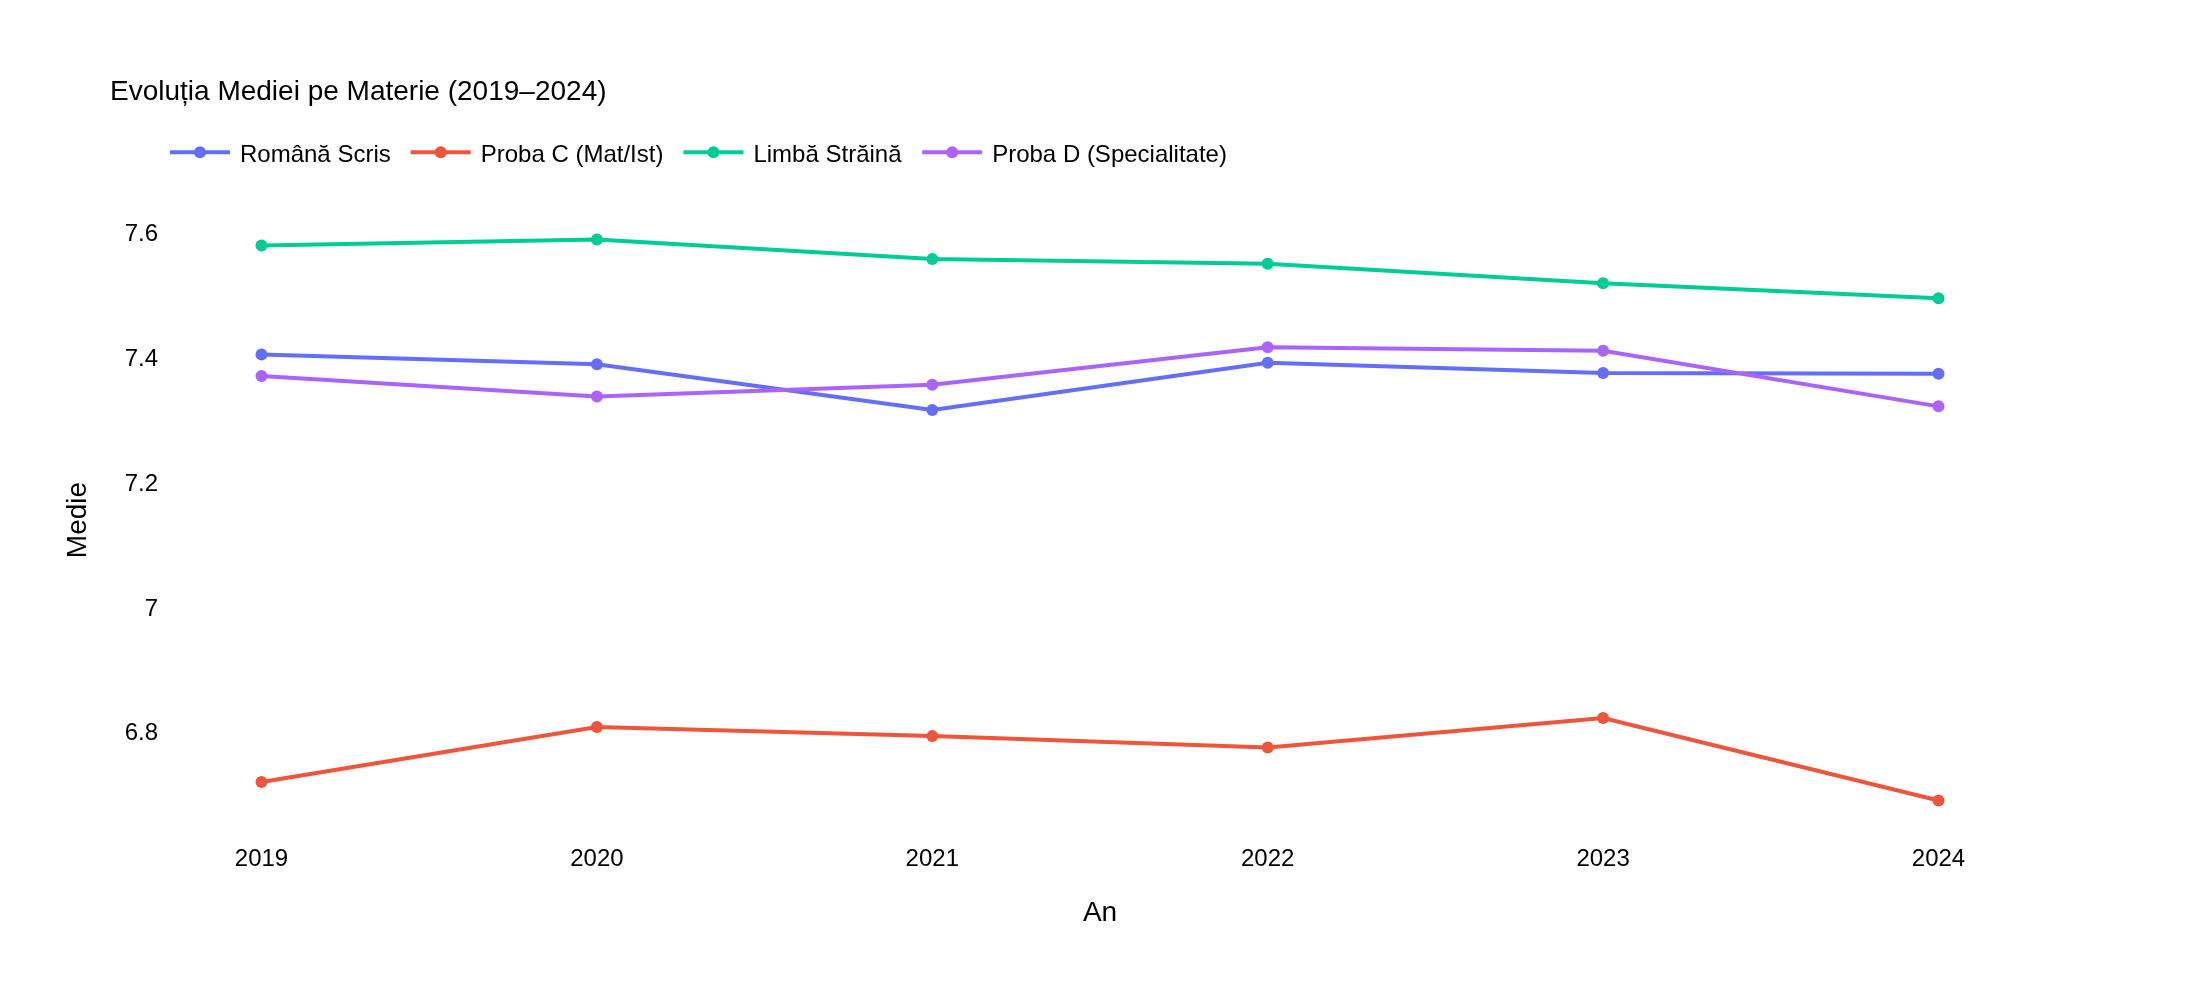 Evoluția Mediei pe Materie (2019–2024)
Română Scris Proba C (Mat/Ist) Limbă Străină Proba D (Specialitate)
7.6
7.4
7.2
7
6.8
Medie
2019 2020 2021 2022 2023 2024
An